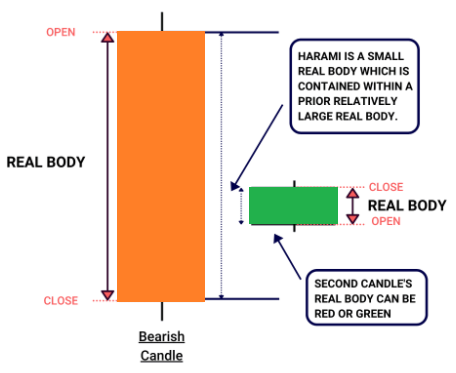 OPEN
HARAMI IS A SMALL
REAL BODY WHICH IS
CONTAINED WITHIN A
PRIOR RELATIVELY
LARGE REAL BODY.
REAL BODY
CLOSE
REAL BODY
OPEN
SECOND CANDLE'S
REAL BODY CAN BE
RED OR GREEN
CLOSE
Bearish
Candle